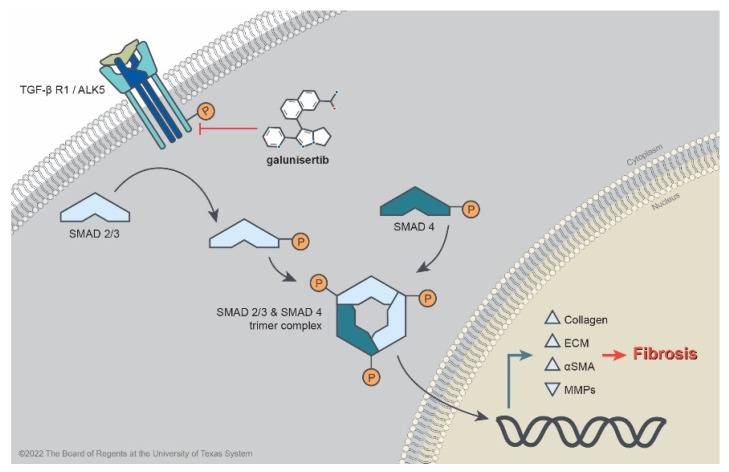 TGF-β R1 / ALK5
P
galunisertib
Cytoplasm
Nucleus
SMAD 2/3
P
SMAD 4
P
SMAD 2/3 & SMAD 4
trimer complex
P
P
P
Collagen
ECM
αSMA
MMPs
Fibrosis
©2022 The Board of Regents at the University of Texas System